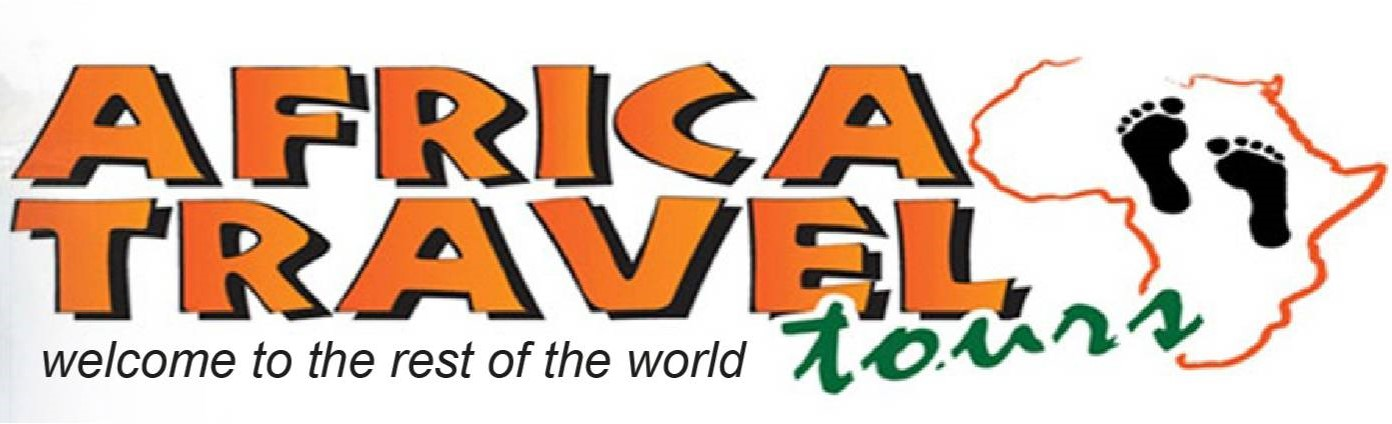 AFRICA
TRAVEL
tours
welcome to the rest of the world